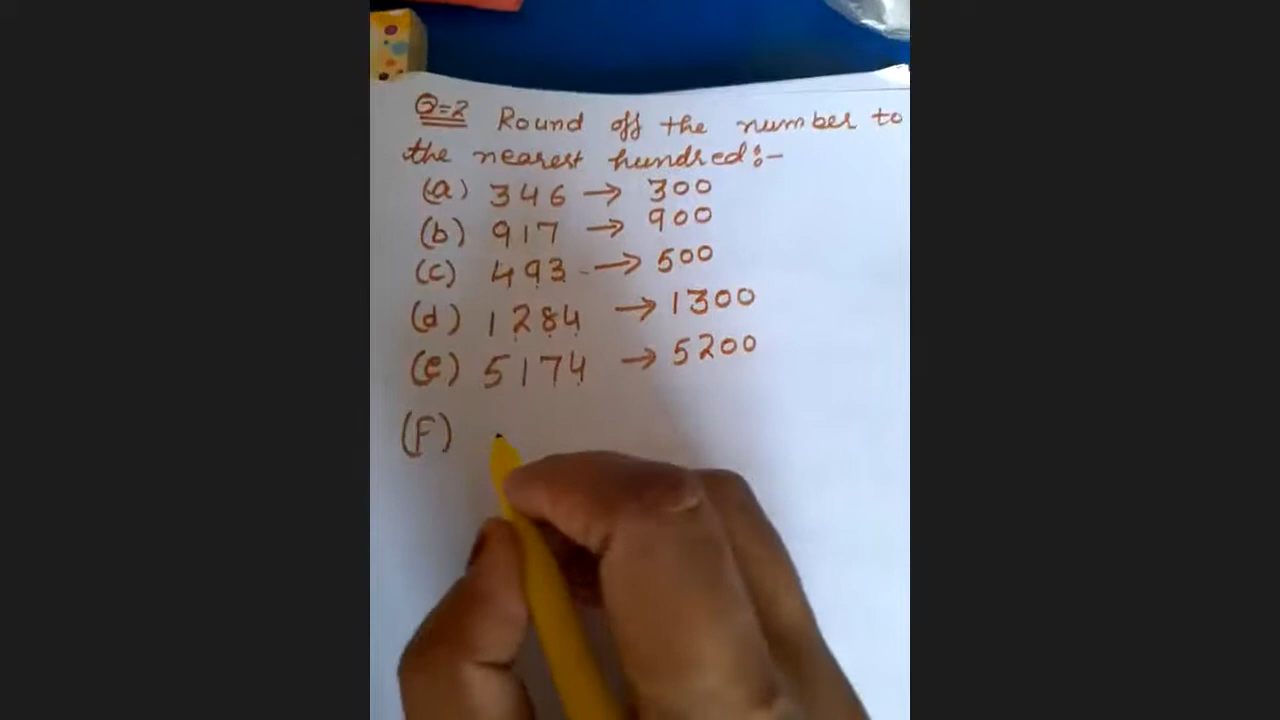 Q=2 Round off the number to
the nearest hundred:-
(a) 346 → 300
(b) 917 → 900
(c) 493 → 500
(d) 1284 → 1300
(e) 5174 → 5200
(F)